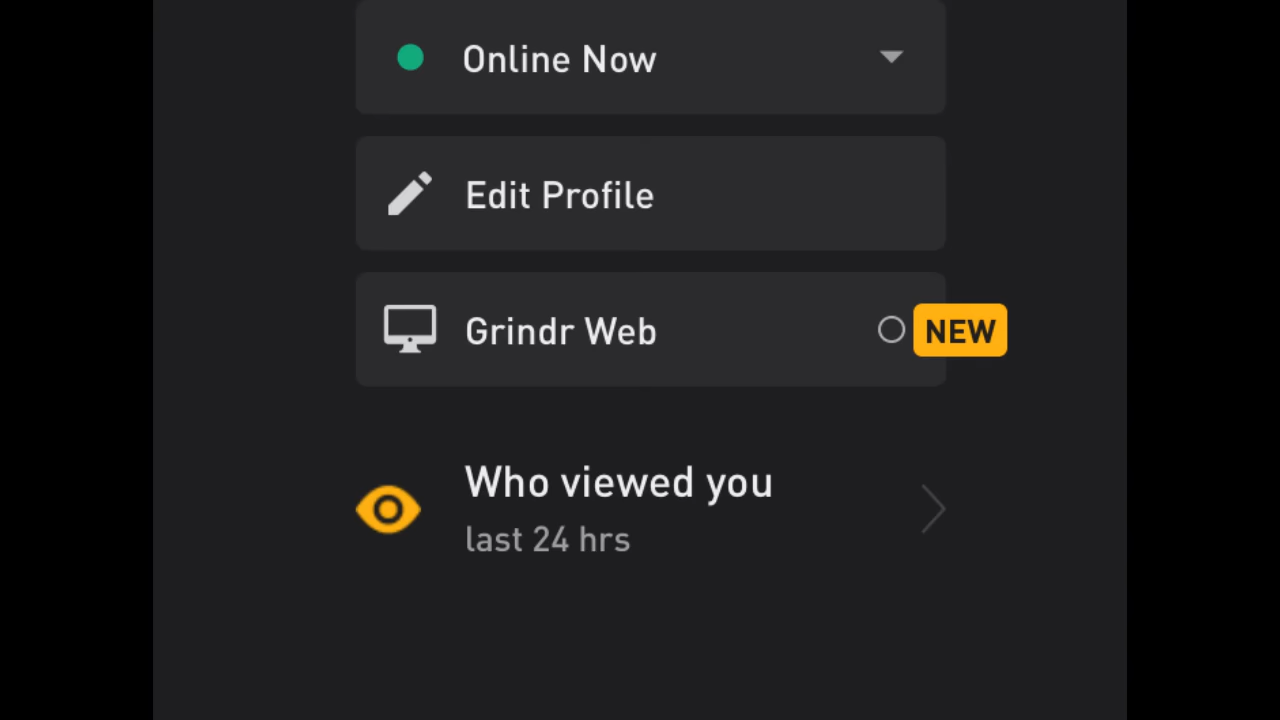 Online Now
Edit Profile
Grindr Web
NEW
Who viewed you
last 24 hrs